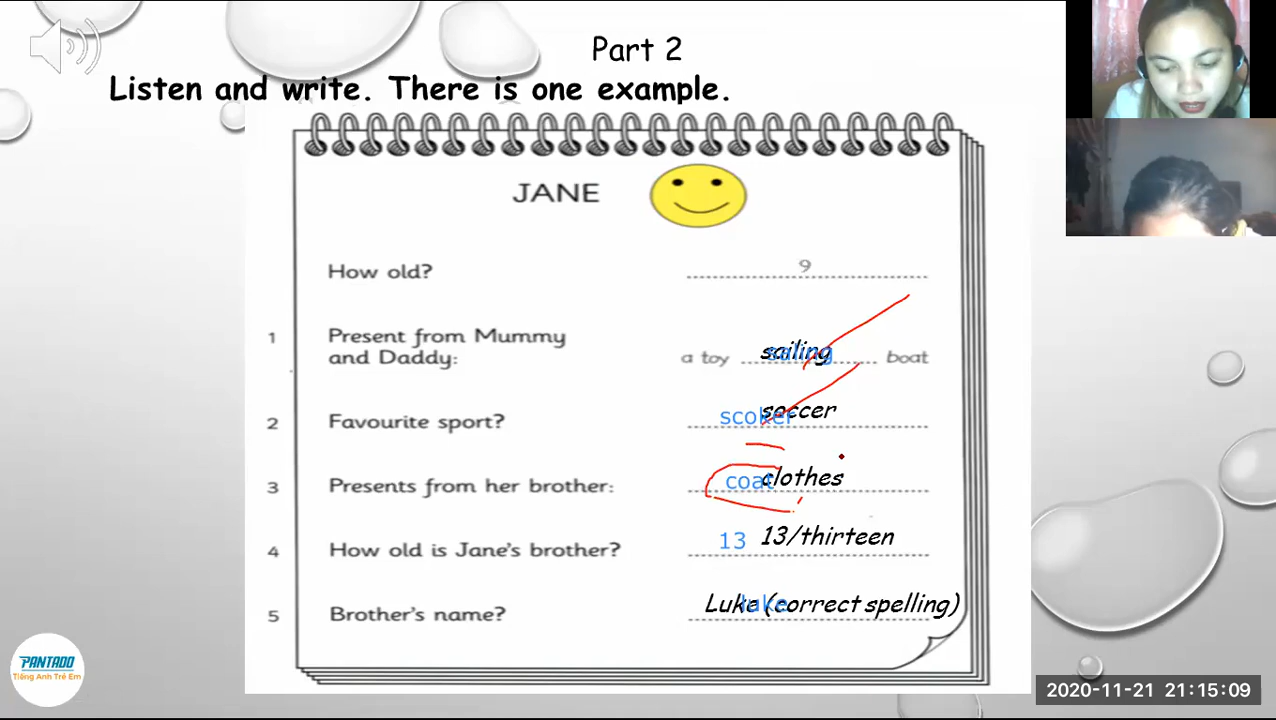 Part 2
Listen and write. There is one example.
JANE
How old? 9
1 Present from Mummy
and Daddy: a toy sailing boat
2 Favourite sport? scoker soccer
3 Presents from her brother: coat clothes
4 How old is Jane's brother? 13 13/thirteen
5 Brother's name? Luke luke (correct spelling)
PANTADO
Tiếng Anh Trẻ Em
2020-11-21 21:15:09